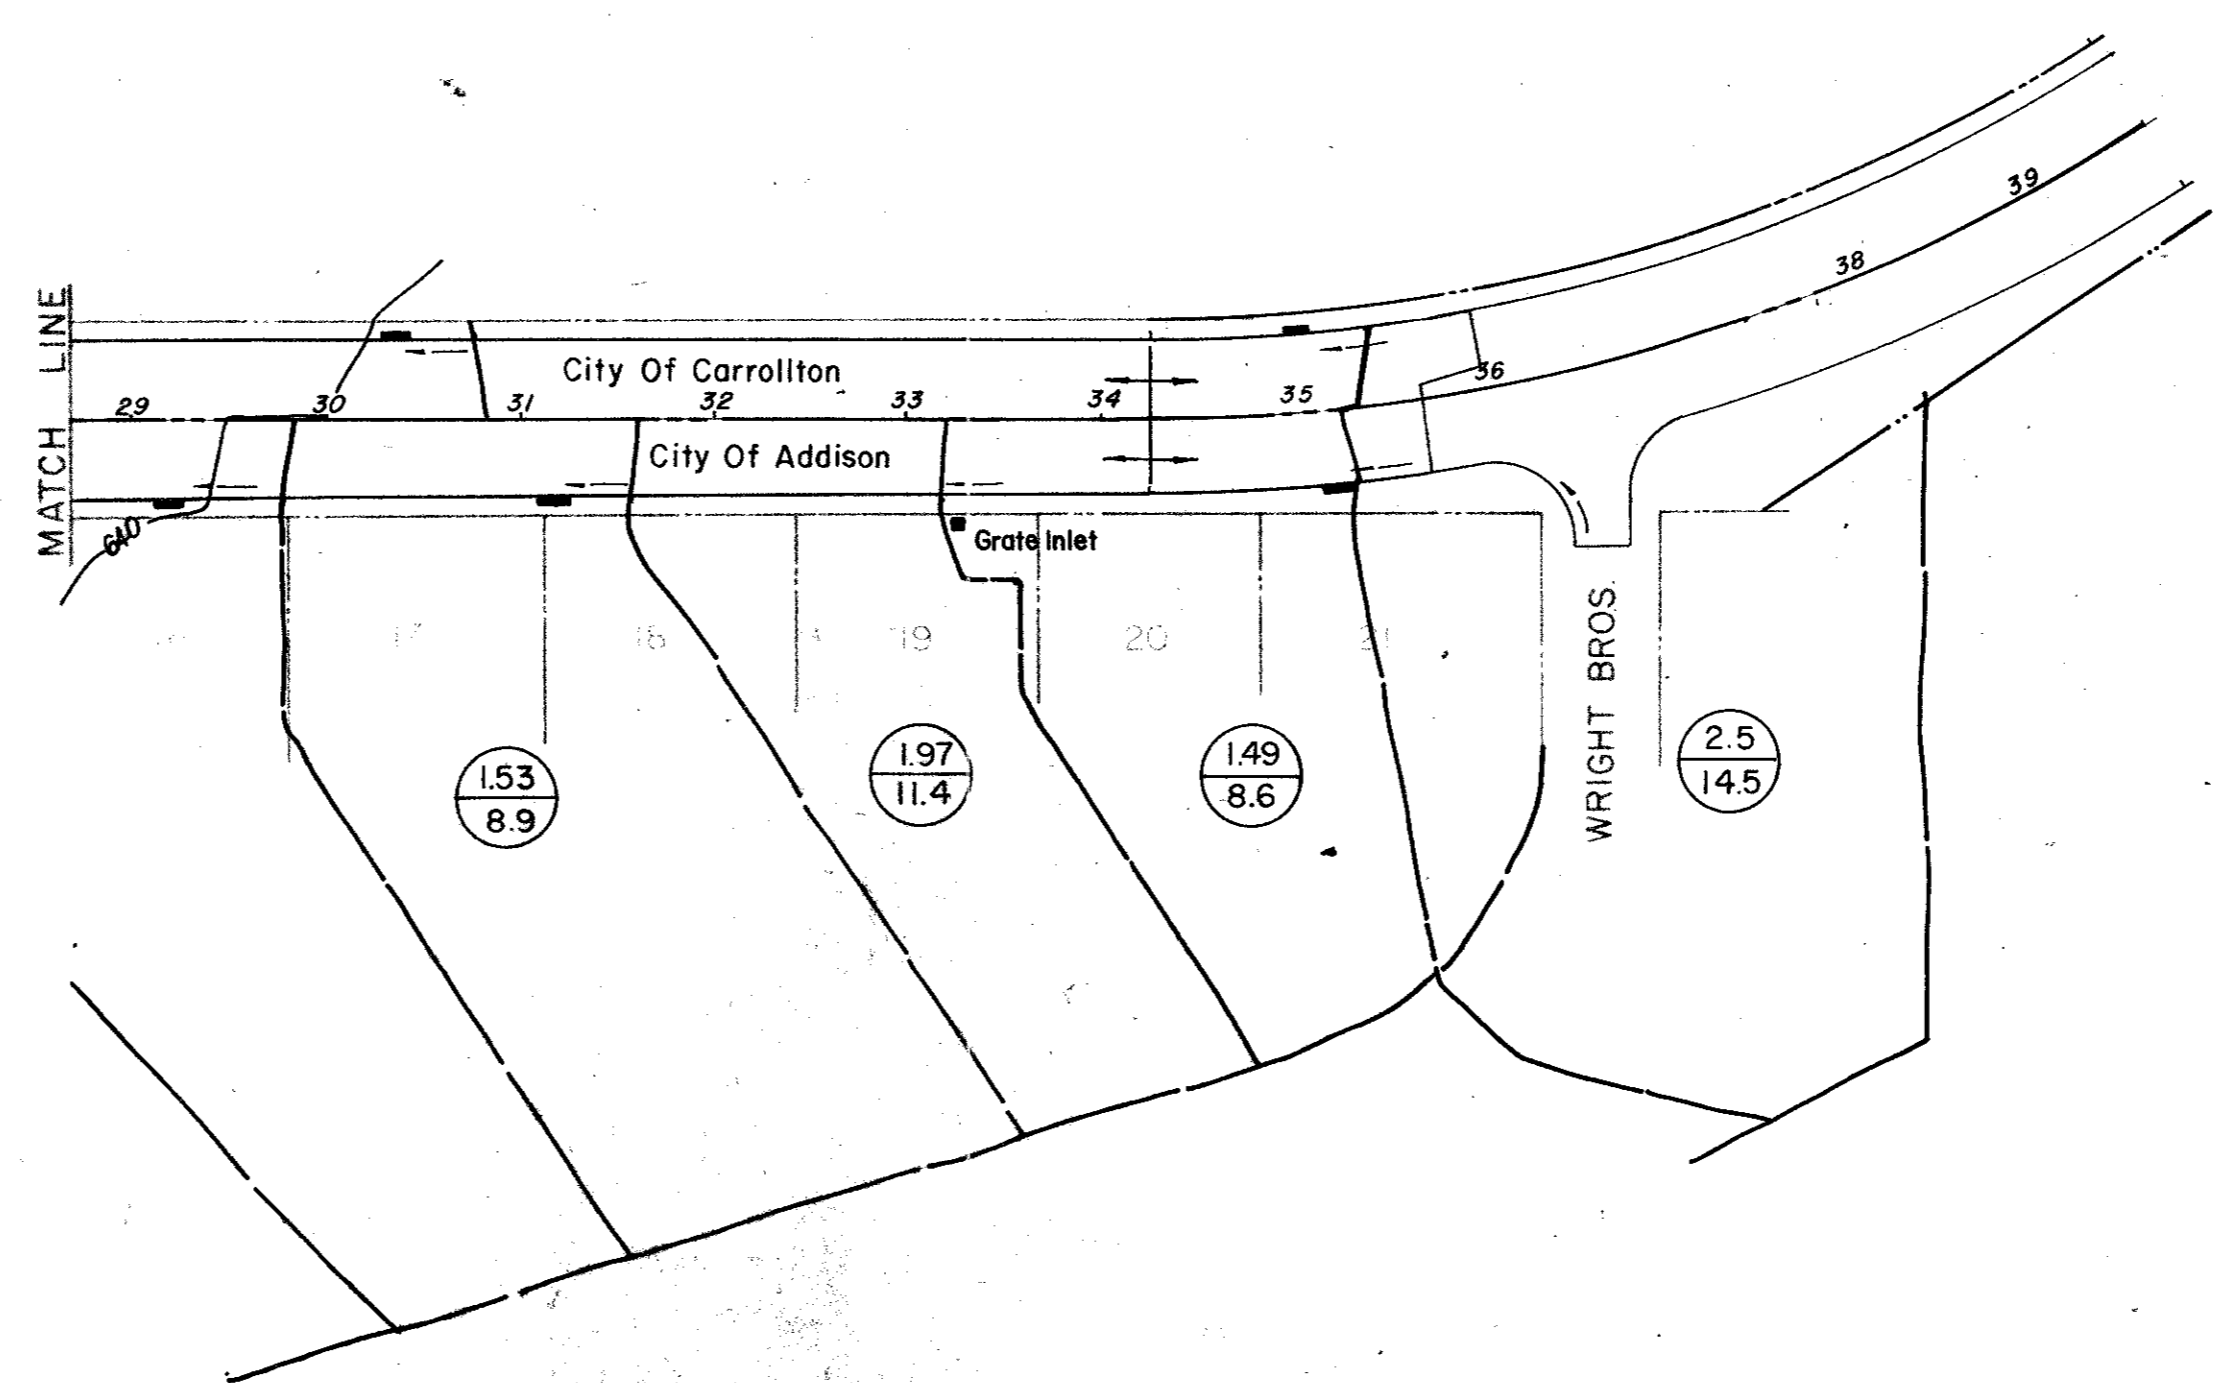 MATCH LINE
City Of Carrollton
29 30 31 32 33 34 35 36 38 39
City Of Addison
640
Grate Inlet
17 18 19 20 21
WRIGHT BROS.
1.53
8.9
1.97
11.4
1.49
8.6
2.5
14.5